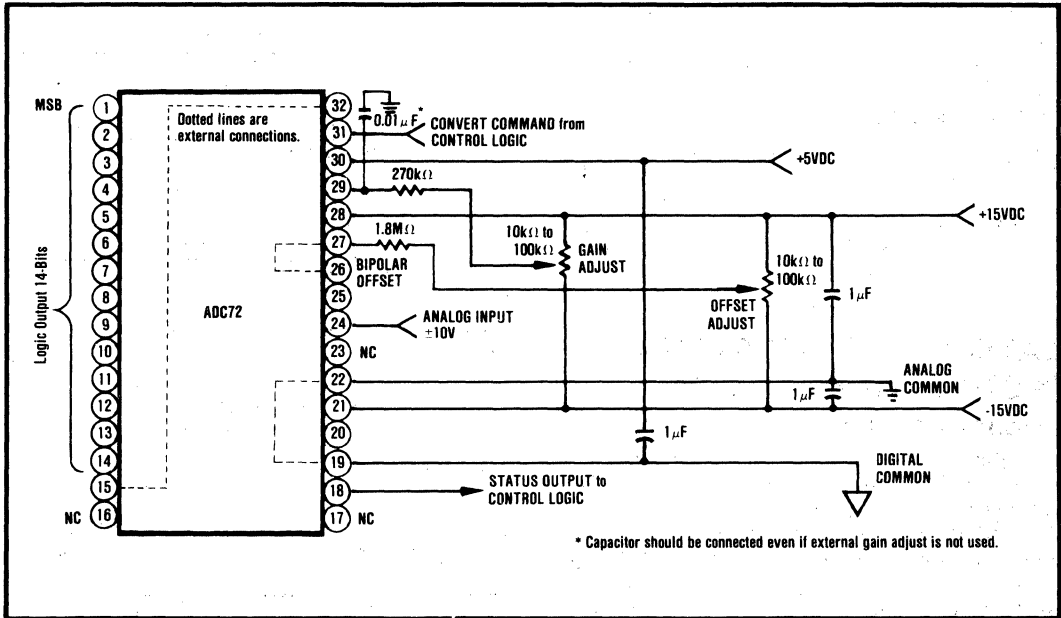 MSB
1
2
3
4
5
6
7
8
9
10
11
12
13
14
15
NC 16
Logic Output 14-Bits
Dotted lines are
external connections.
ADC72
32
31
30
29
28
27
26
25
24
23 NC
22
21
20
19
18
17 NC
0.01μF*
CONVERT COMMAND from
CONTROL LOGIC
+5VDC
270kΩ
+15VDC
1.8MΩ
BIPOLAR
OFFSET
10kΩ to
100kΩ
GAIN
ADJUST
10kΩ to
100kΩ
OFFSET
ADJUST
1μF
ANALOG INPUT
±10V
ANALOG
COMMON
1μF
-15VDC
1μF
DIGITAL
COMMON
STATUS OUTPUT to
CONTROL LOGIC
* Capacitor should be connected even if external gain adjust is not used.